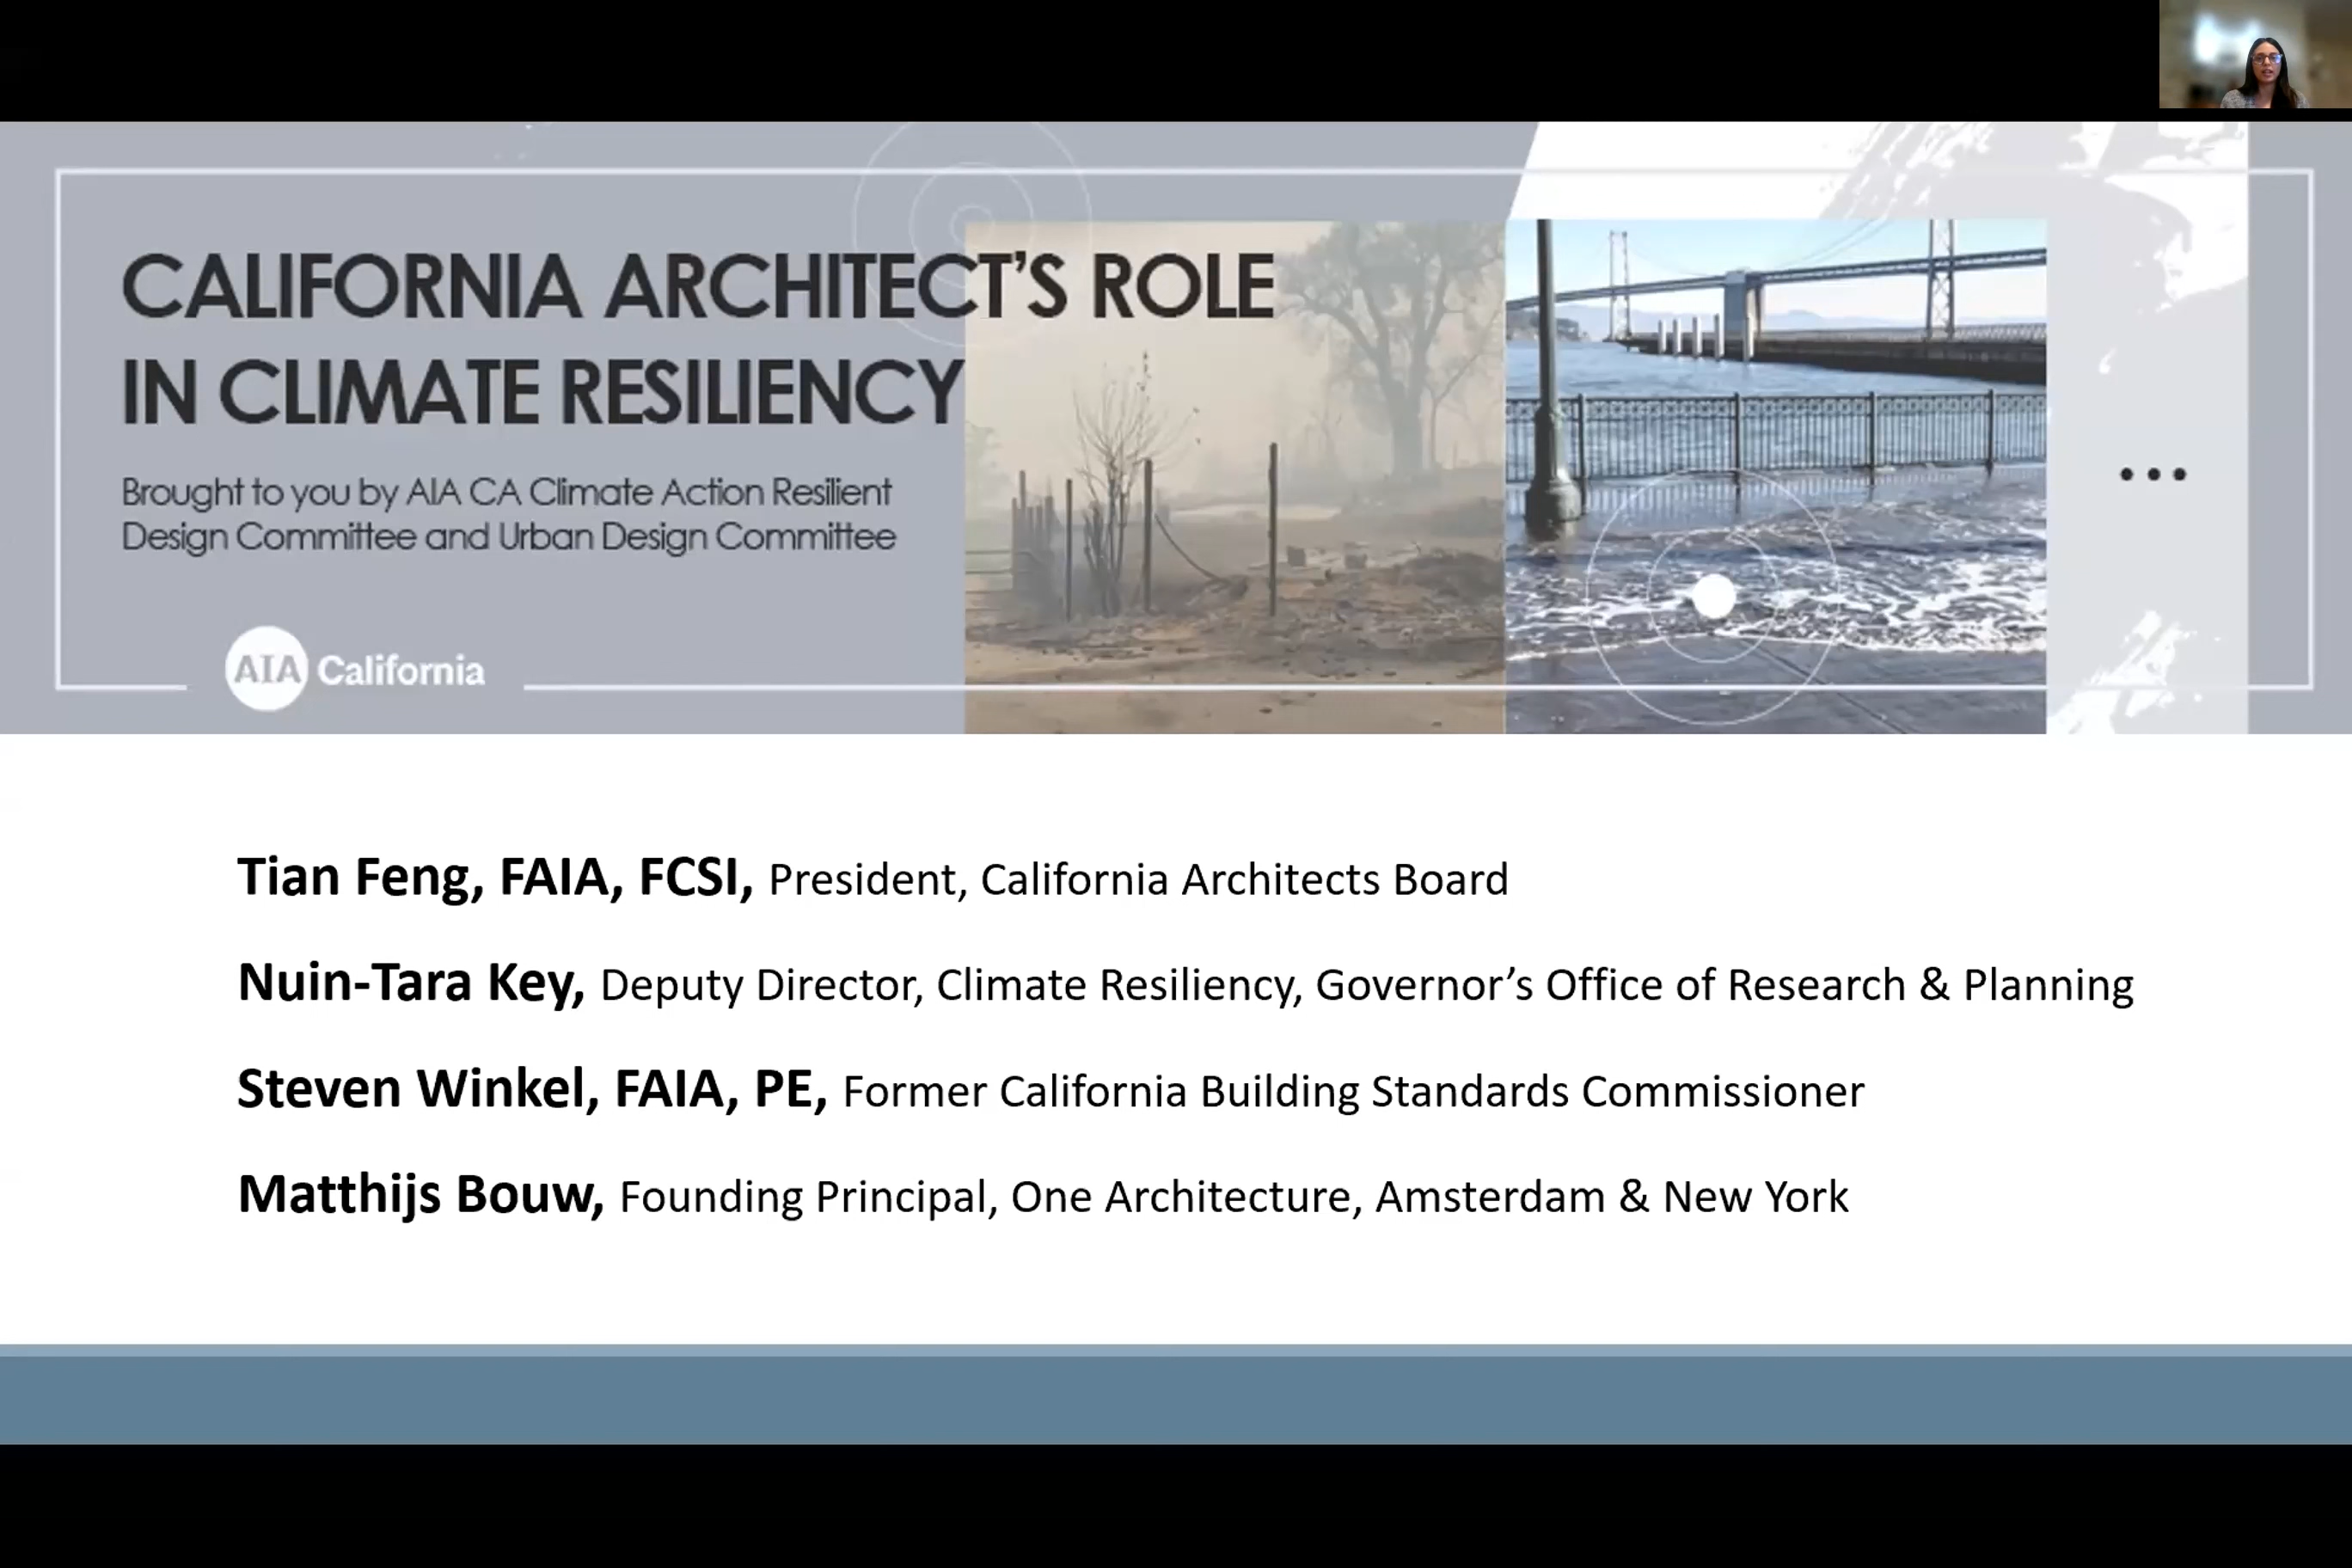 CALIFORNIA ARCHITECT’S ROLE
IN CLIMATE RESILIENCY
Brought to you by AIA CA Climate Action Resilient
Design Committee and Urban Design Committee
AIA California
Tian Feng, FAIA, FCSI, President, California Architects Board
Nuin-Tara Key, Deputy Director, Climate Resiliency, Governor’s Office of Research & Planning
Steven Winkel, FAIA, PE, Former California Building Standards Commissioner
Matthijs Bouw, Founding Principal, One Architecture, Amsterdam & New York